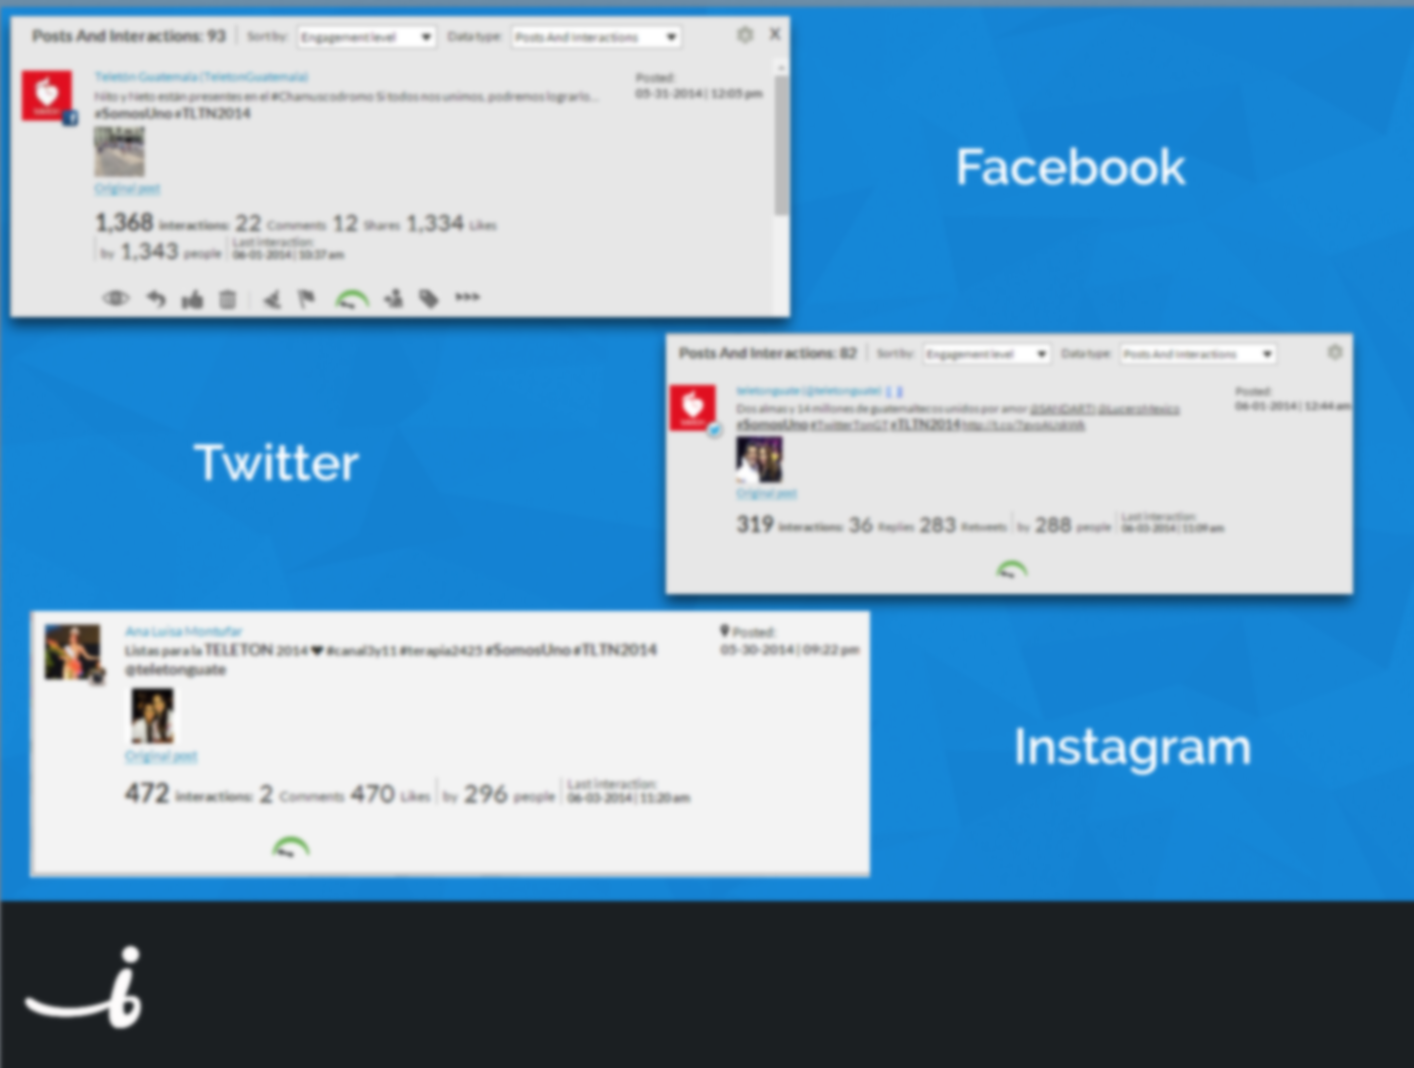 Posts And Interactions: 93 Sort by: Engagement level Data type: Posts And Interactions X
Teletón Guatemala (TeletonGuatemala)
Nito y Neto están presentes en el #Chamuscodromo Si todos nos unimos, podremos lograrlo...
#SomosUno #TLTN2014
Posted:
05-31-2014 | 12:05 pm
Original post
1,368 interactions: 22 Comments 12 Shares 1,334 Likes
by 1,343 people Last interaction:
06-01-2014 | 10:37 am
Facebook
Twitter
Posts And Interactions: 82 Sort by: Engagement level Data type: Posts And Interactions
teletonguate (@teletonguate)
Dos almas y 14 millones de guatemaltecos unidos por amor @LuceroMexico
#SomosUno #TwitterTonGT #TLTN2014
Posted:
06-01-2014 | 12:44 am
Original post
319 interactions: 36 Replies 283 Retweets by 288 people Last interaction:
06-03-2014 | 11:09 am
Ana Luisa Montufar
Listas para la TELETON 2014 ♥ #canal3y11 #terapia2425 #SomosUno #TLTN2014
@teletonguate
Posted:
05-30-2014 | 09:22 pm
Original post
472 interactions: 2 Comments 470 Likes by 296 people Last interaction:
06-03-2014 | 11:20 am
Instagram